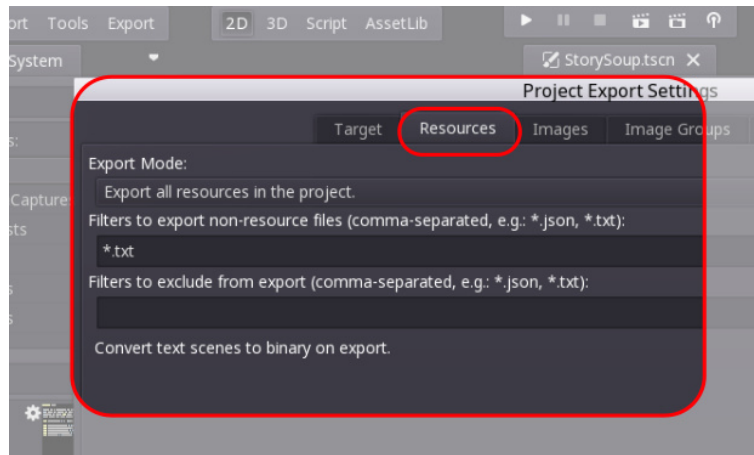 ort Tools Export 2D 3D Script AssetLib
System StorySoup.tscn
Project Export Settings
s:
Target Resources Images Image Groups
Export Mode:
Capture Export all resources in the project.
sts Filters to export non-resource files (comma-separated, e.g.: *.json, *.txt):
*.txt
Filters to exclude from export (comma-separated, e.g.: *.json, *.txt):
s
s
Convert text scenes to binary on export.